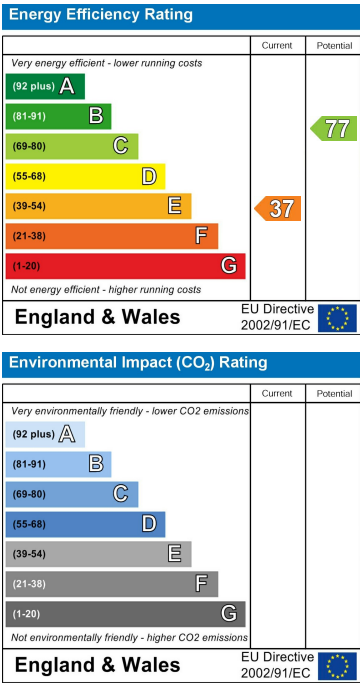 Energy Efficiency Rating
Current Potential
Very energy efficient - lower running costs
(92 plus) A
(81-91) B
77
(69-80) C
(55-68) D
(39-54) E
37
(21-38) F
(1-20) G
Not energy efficient - higher running costs
England & Wales
EU Directive
2002/91/EC
Environmental Impact (CO₂) Rating
Current Potential
Very environmentally friendly - lower CO2 emissions
(92 plus) A
(81-91) B
(69-80) C
(55-68) D
(39-54) E
(21-38) F
(1-20) G
Not environmentally friendly - higher CO2 emissions
England & Wales
EU Directive
2002/91/EC